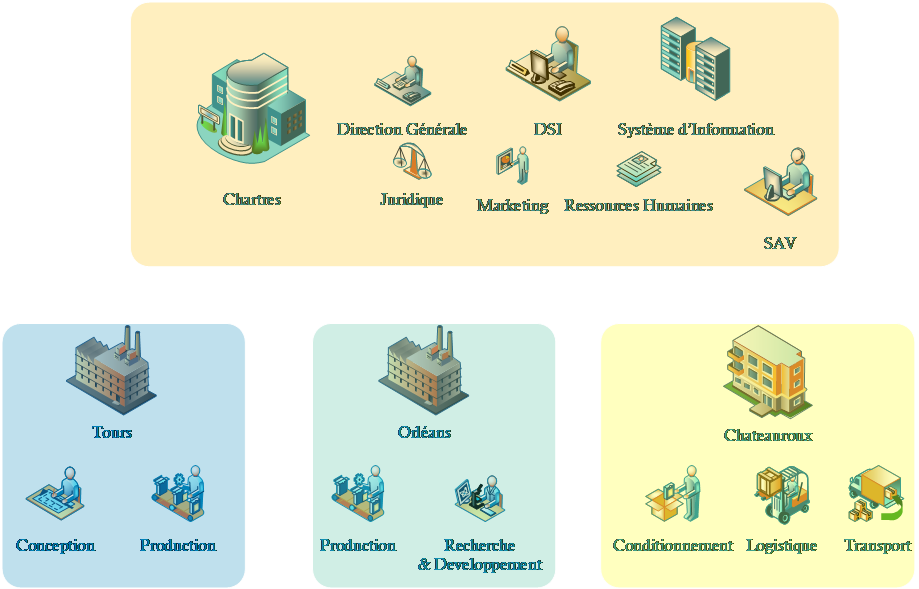 Direction Générale
DSI
Système d'Information
Chartres
Juridique
Marketing
Ressources Humaines
SAV
Tours
Conception
Production
Orléans
Production
Recherche
& Developpement
Chateauroux
Conditionnement
Logistique
Transport